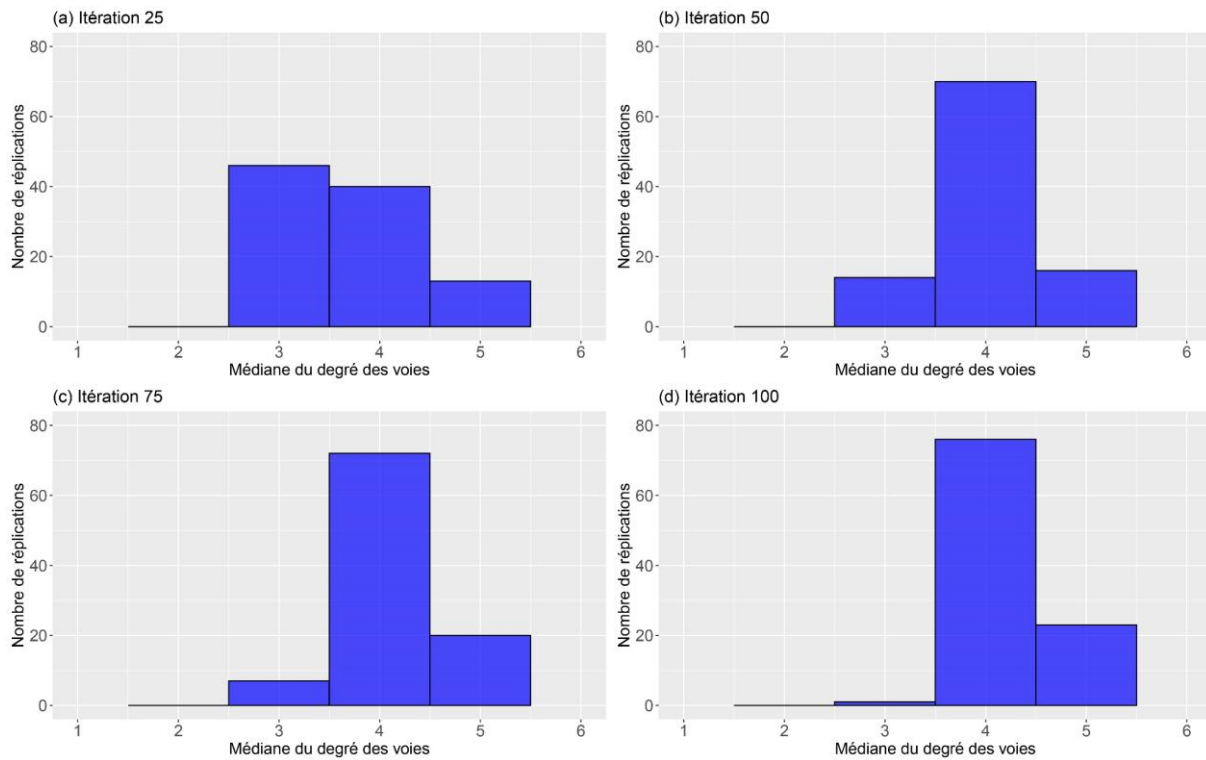 (a) Itération 25
80
60
40
20
0
Nombre de réplications
1 2 3 4 5 6
Médiane du degré des voies
(b) Itération 50
80
60
40
20
0
Nombre de réplications
1 2 3 4 5 6
Médiane du degré des voies
(c) Itération 75
80
60
40
20
0
Nombre de réplications
1 2 3 4 5 6
Médiane du degré des voies
(d) Itération 100
80
60
40
20
0
Nombre de réplications
1 2 3 4 5 6
Médiane du degré des voies